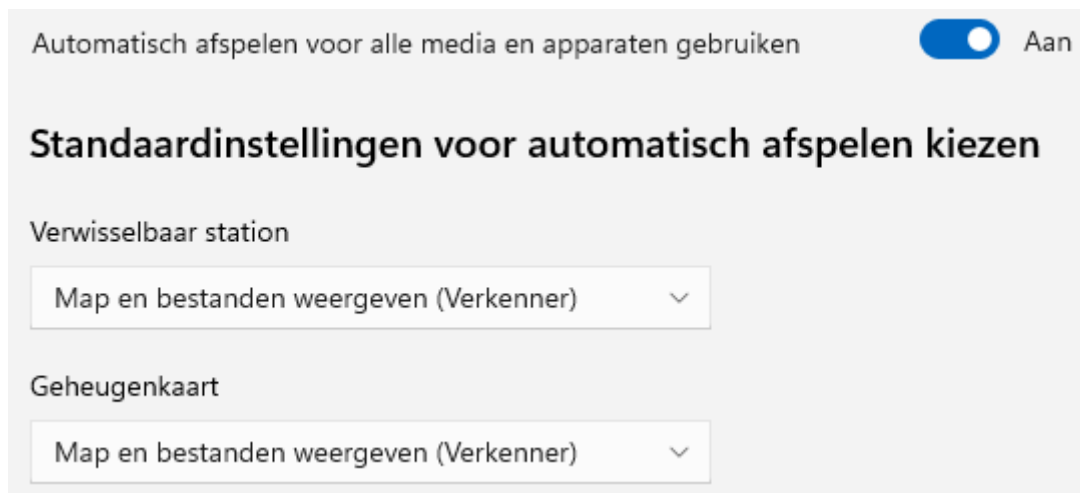 Automatisch afspelen voor alle media en apparaten gebruiken Aan
Standaardinstellingen voor automatisch afspelen kiezen
Verwisselbaar station
Map en bestanden weergeven (Verkenner)
Geheugenkaart
Map en bestanden weergeven (Verkenner)